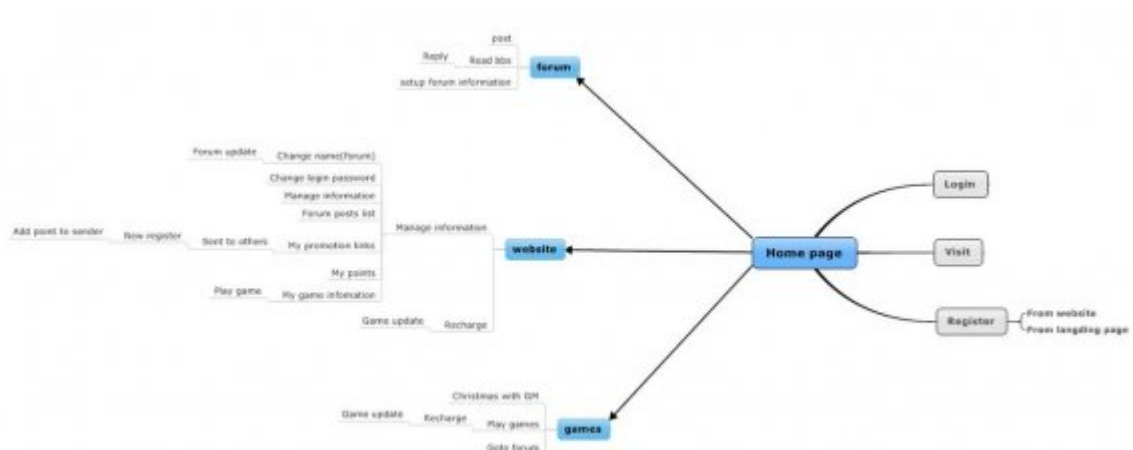 post
Reply
Read bbs
setup forum information
forum
Forum update
Change name(forum)
Change login password
Manage information
Forum posts list
Add point to sender
New register
Sent to others
My promotion links
My points
Play game
My game infomation
Manage information
Game update
Recharge
website
Christmas with GM
Game update
Recharge
Play games
Goto forum
games
Home page
Login
Visit
Register
From website
From langding page